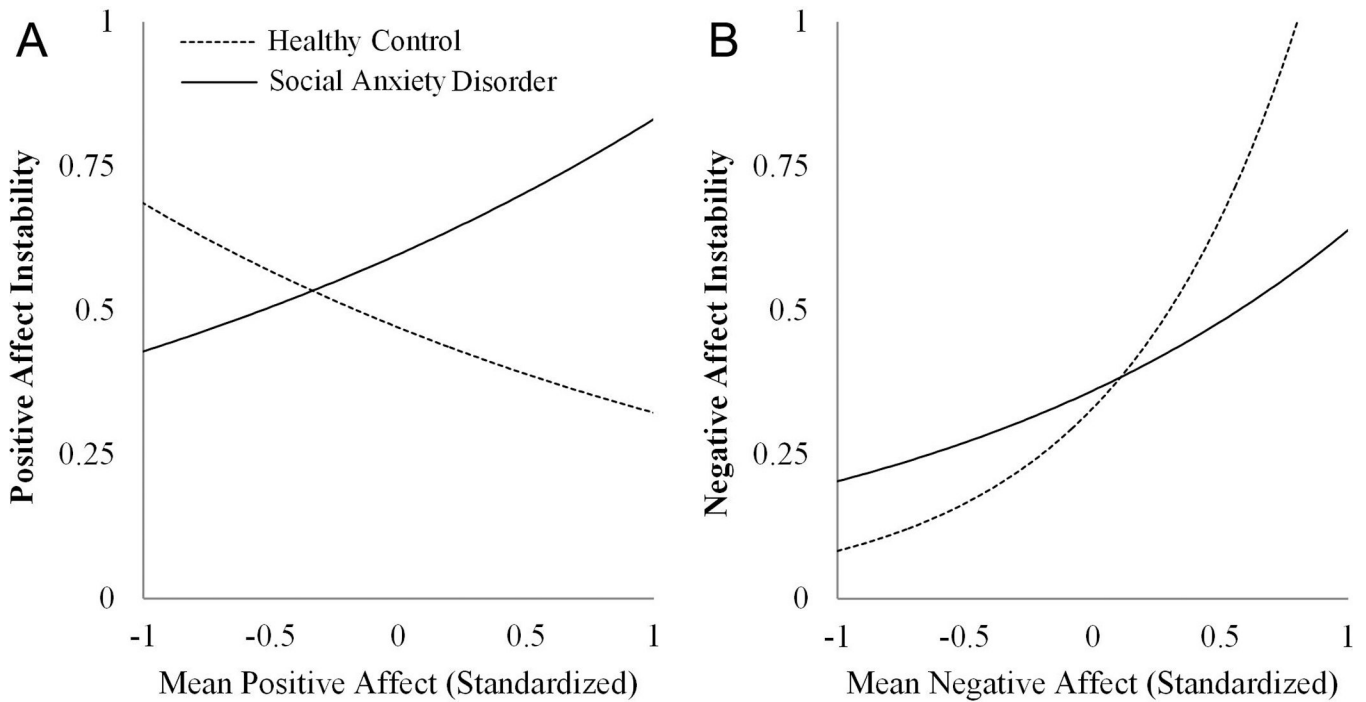 A
Healthy Control
Social Anxiety Disorder
Positive Affect Instability
1
0.75
0.5
0.25
0
-1 -0.5 0 0.5 1
Mean Positive Affect (Standardized)
B
Negative Affect Instability
1
0.75
0.5
0.25
0
-1 -0.5 0 0.5 1
Mean Negative Affect (Standardized)